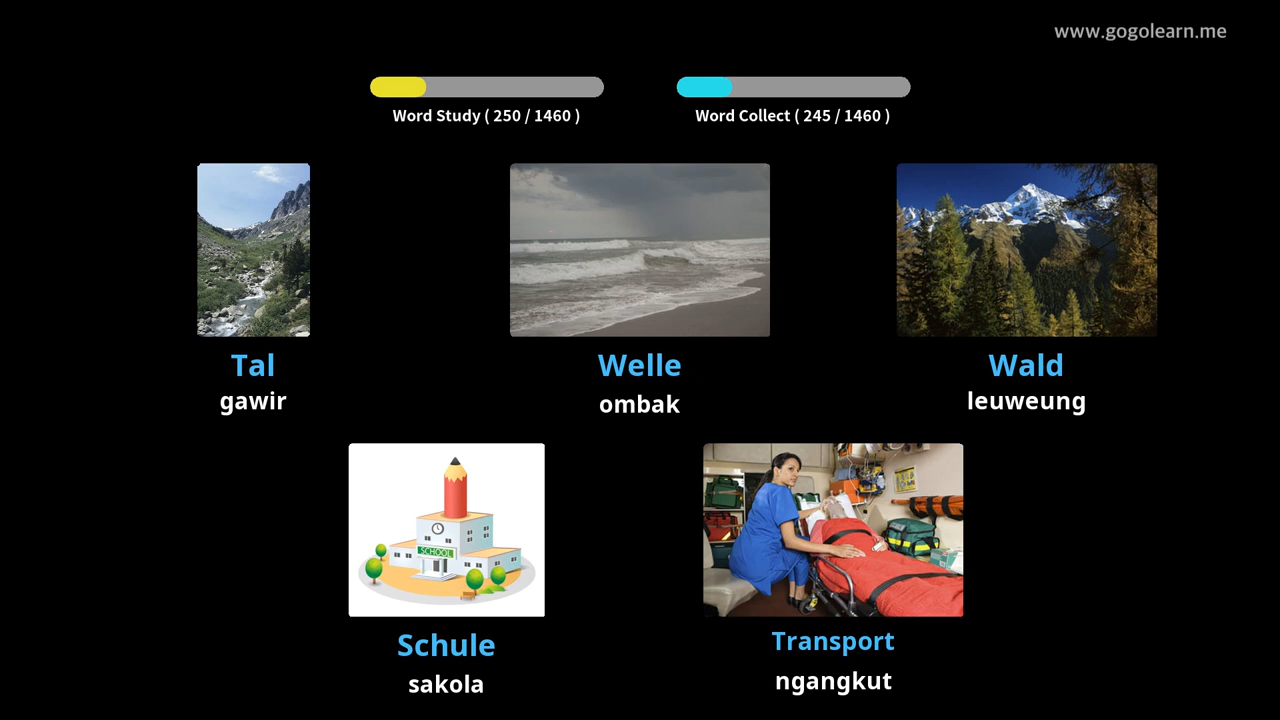 www.gogolearn.me
Word Study ( 250 / 1460 )
Word Collect ( 245 / 1460 )
Tal
gawir
Welle
ombak
Wald
leuweung
SCHOOL
Schule
sakola
Transport
ngangkut